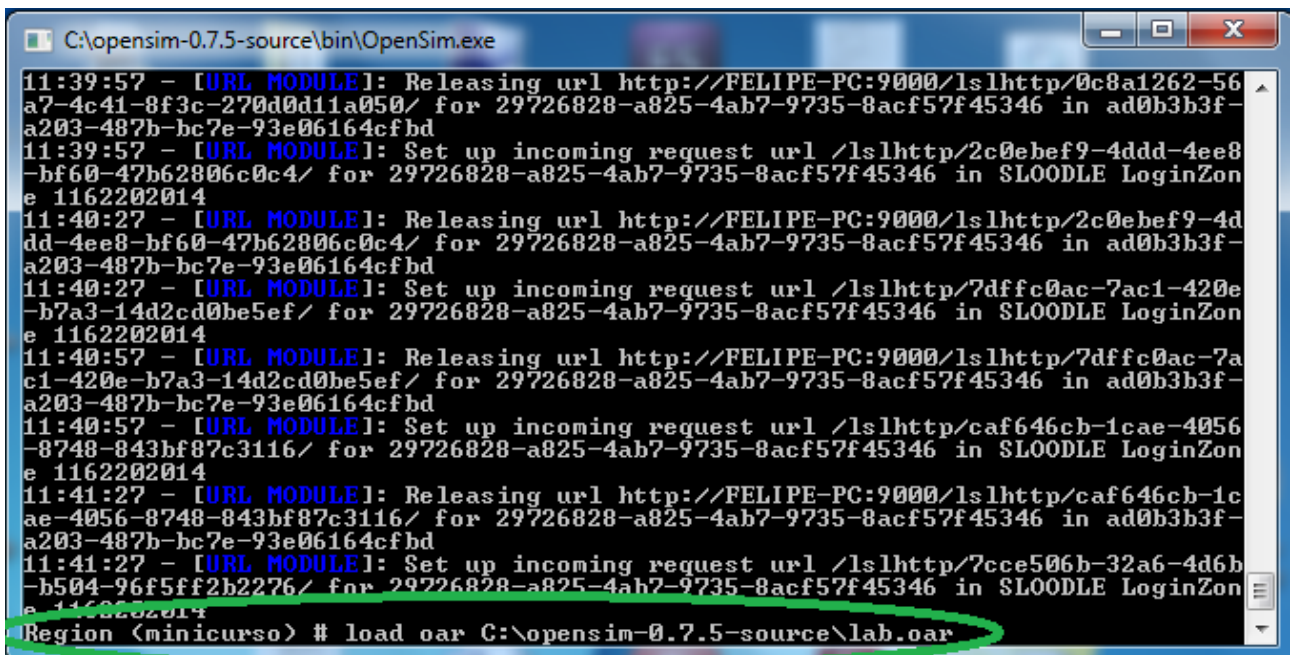 C:\opensim-0.7.5-source\bin\OpenSim.exe
11:39:57 - [URL MODULE]: Releasing url http://FELIPE-PC:9000/lslhttp/0c8a1262-56
a7-4c41-8f3c-270d0d11a050/ for 29726828-a825-4ab7-9735-8acf57f45346 in ad0b3b3f-
a203-487b-bc7e-93e06164cfbd
11:39:57 - [URL MODULE]: Set up incoming request url /lslhttp/2c0ebef9-4ddd-4ee8
-bf60-47b62806c0c4/ for 29726828-a825-4ab7-9735-8acf57f45346 in SLOODLE LoginZon
e 1162202014
11:40:27 - [URL MODULE]: Releasing url http://FELIPE-PC:9000/lslhttp/2c0ebef9-4d
dd-4ee8-bf60-47b62806c0c4/ for 29726828-a825-4ab7-9735-8acf57f45346 in ad0b3b3f-
a203-487b-bc7e-93e06164cfbd
11:40:27 - [URL MODULE]: Set up incoming request url /lslhttp/7dffc0ac-7ac1-420e
-b7a3-14d2cd0be5ef/ for 29726828-a825-4ab7-9735-8acf57f45346 in SLOODLE LoginZon
e 1162202014
11:40:57 - [URL MODULE]: Releasing url http://FELIPE-PC:9000/lslhttp/7dffc0ac-7a
c1-420e-b7a3-14d2cd0be5ef/ for 29726828-a825-4ab7-9735-8acf57f45346 in ad0b3b3f-
a203-487b-bc7e-93e06164cfbd
11:40:57 - [URL MODULE]: Set up incoming request url /lslhttp/caf646cb-1cae-4056
-8748-843bf87c3116/ for 29726828-a825-4ab7-9735-8acf57f45346 in SLOODLE LoginZon
e 1162202014
11:41:27 - [URL MODULE]: Releasing url http://FELIPE-PC:9000/lslhttp/caf646cb-1c
ae-4056-8748-843bf87c3116/ for 29726828-a825-4ab7-9735-8acf57f45346 in ad0b3b3f-
a203-487b-bc7e-93e06164cfbd
11:41:27 - [URL MODULE]: Set up incoming request url /lslhttp/7cce506b-32a6-4d6b
-b504-96f5ff2b2276/ for 29726828-a825-4ab7-9735-8acf57f45346 in SLOODLE LoginZon
e 1162202014
Region (minicurso) # load oar C:\opensim-0.7.5-source\lab.oar